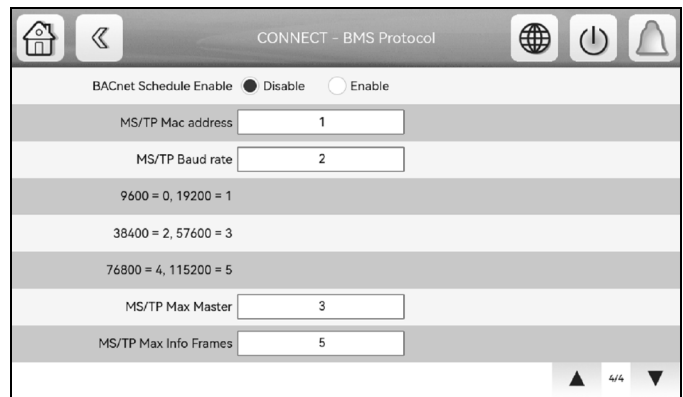 CONNECT - BMS Protocol
BACnet Schedule Enable Disable Enable
MS/TP Mac address 1
MS/TP Baud rate 2
9600 = 0, 19200 = 1
38400 = 2, 57600 = 3
76800 = 4, 115200 = 5
MS/TP Max Master 3
MS/TP Max Info Frames 5
4/4